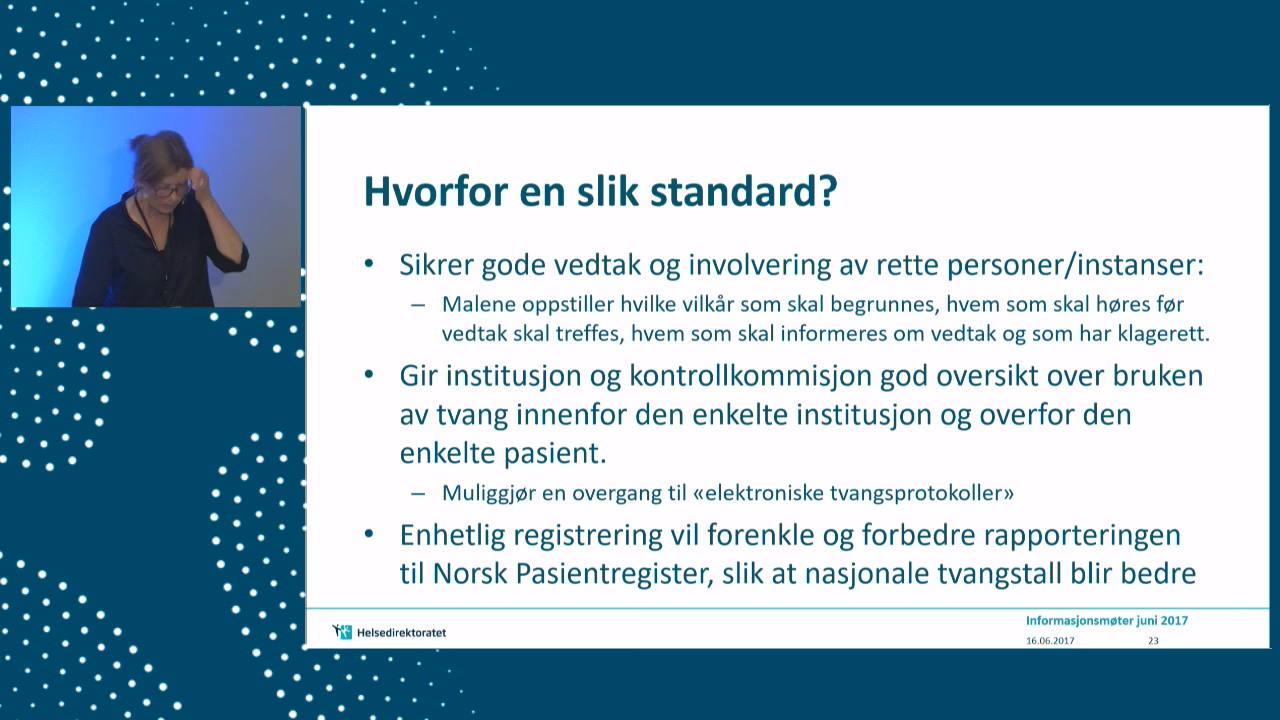 Hvorfor en slik standard?
• Sikrer gode vedtak og involvering av rette personer/instanser:
– Malene oppstiller hvilke vilkår som skal begrunnes, hvem som skal høres før
vedtak skal treffes, hvem som skal informeres om vedtak og som har klagerett.
• Gir institusjon og kontrollkommisjon god oversikt over bruken
av tvang innenfor den enkelte institusjon og overfor den
enkelte pasient.
– Muliggjør en overgang til «elektroniske tvangsprotokoller»
• Enhetlig registrering vil forenkle og forbedre rapporteringen
til Norsk Pasientregister, slik at nasjonale tvangstall blir bedre
Helsedirektoratet
Informasjonsmøter juni 2017
16.06.2017 23